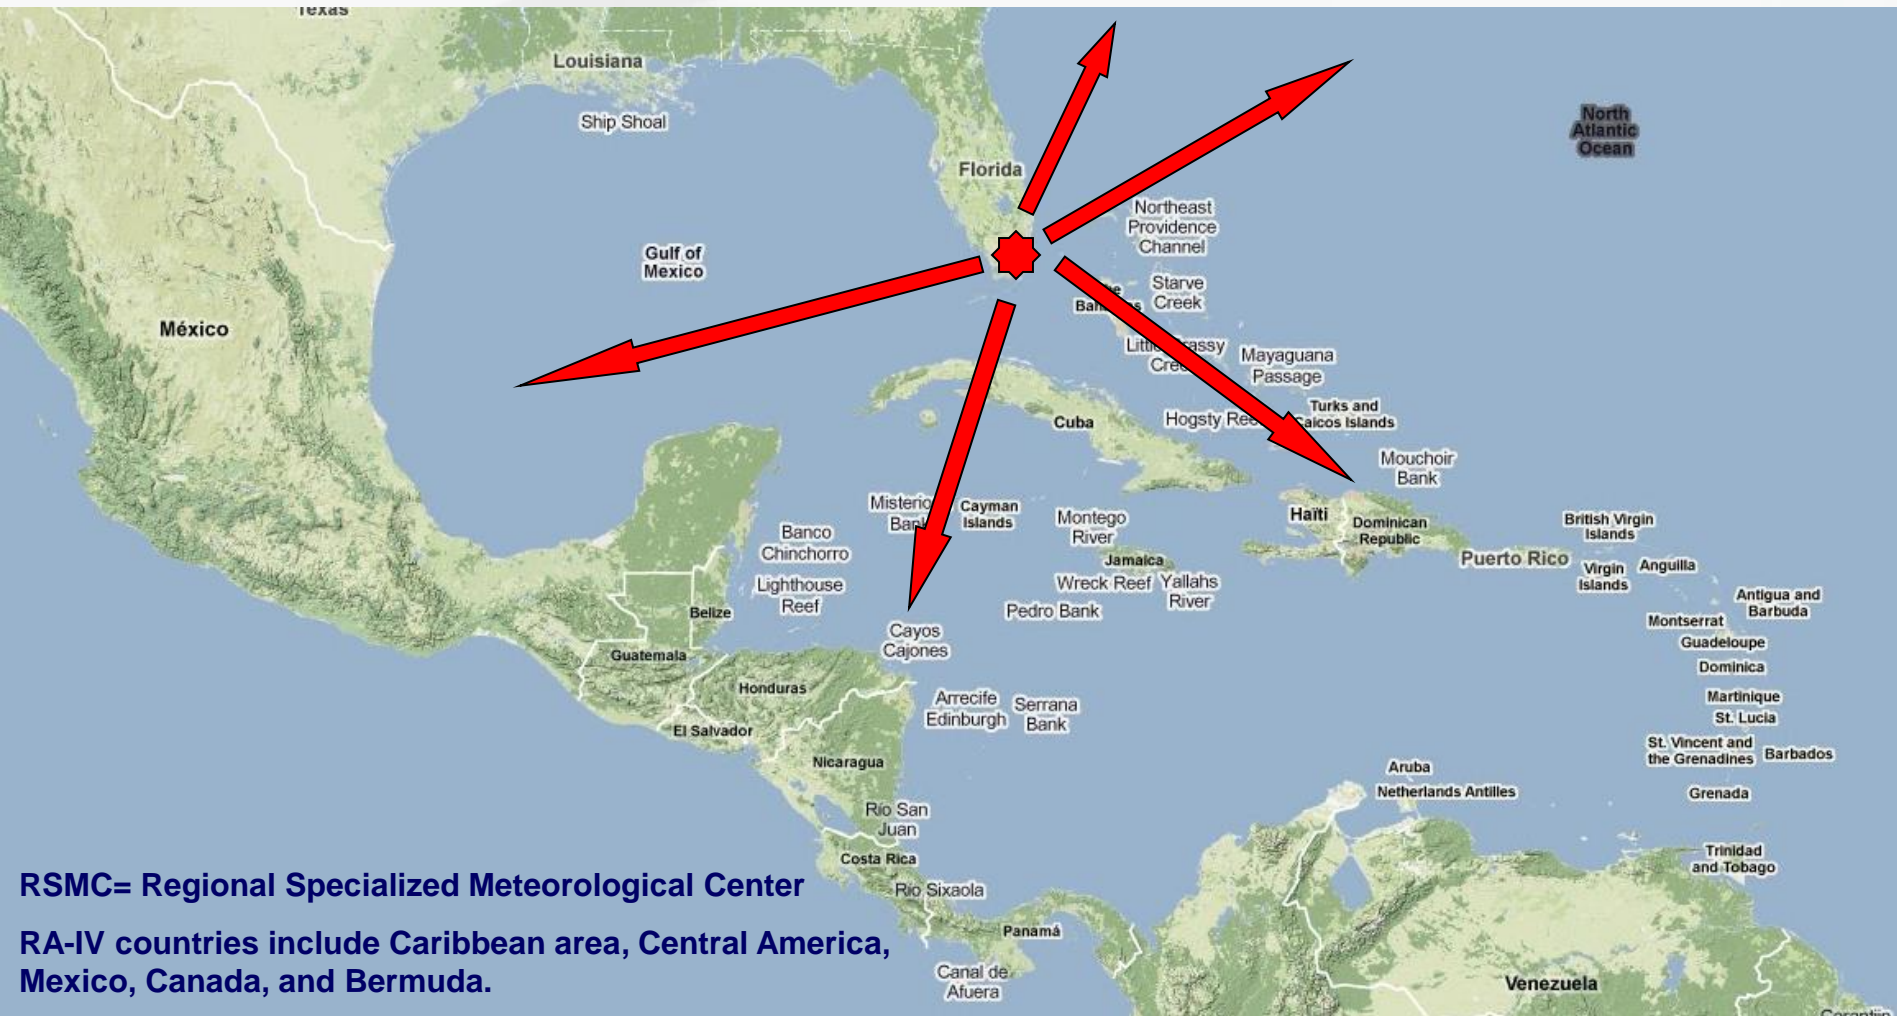 Texas
Louisiana
Ship Shoal
North
Atlantic
Ocean
Florida
Northeast
Providence
Channel
Gulf of
Mexico
Starve
Creek
México
Mayaguana
Passage
Turks and
Caicos Islands
Cuba
Mouchoir
Bank
Cayman
Islands
Haïti
Dominican
Republic
Montego
River
British Virgin
Islands
Banco
Chinchorro
Jamaica
Puerto Rico
Virgin
Islands
Anguilla
Lighthouse
Reef
Wreck Reef
Yallahs
River
Belize
Pedro Bank
Antigua and
Barbuda
Montserrat
Cayos
Cajones
Guadeloupe
Guatemala
Dominica
Honduras
Arrecife
Edinburgh
Serrana
Bank
Martinique
St. Lucia
El Salvador
St. Vincent and
the Grenadines
Barbados
Nicaragua
Aruba
Netherlands Antilles
Grenada
Río San
Juan
Costa Rica
Trinidad
and Tobago
Río Sixaola
Panamá
Canal de
Afuera
Venezuela
RSMC= Regional Specialized Meteorological Center
RA-IV countries include Caribbean area, Central America,
Mexico, Canada, and Bermuda.